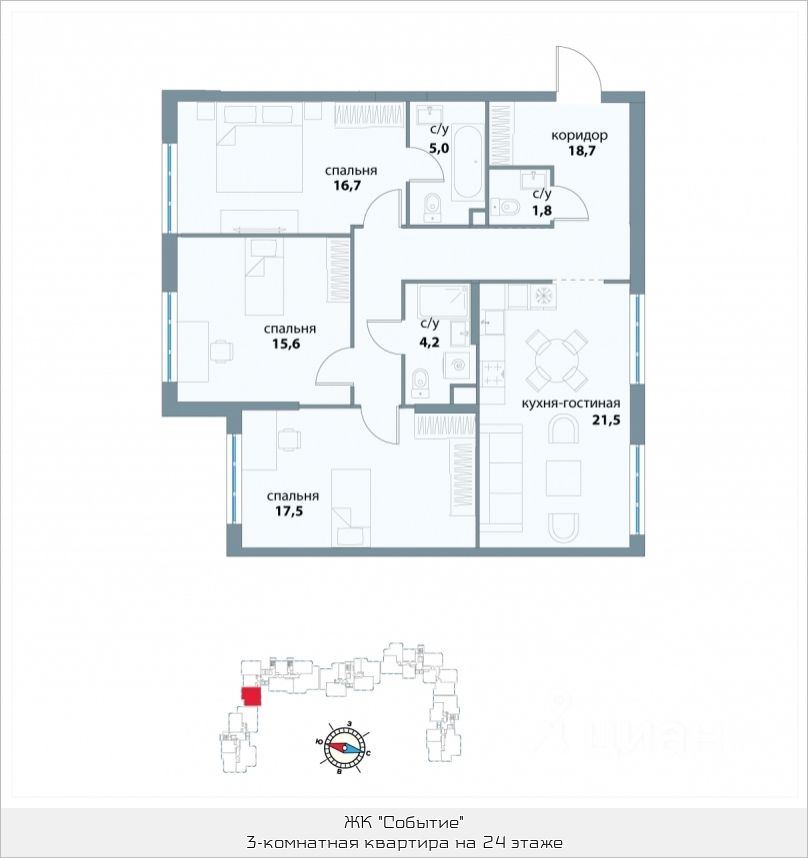 спальня
16,7
с/у
5,0
коридор
18,7
с/у
1,8
спальня
15,6
с/у
4,2
кухня-гостиная
21,5
спальня
17,5
З
Ю
С
В
циан
ЖК "Событие"
3-комнатная квартира на 24 этаже